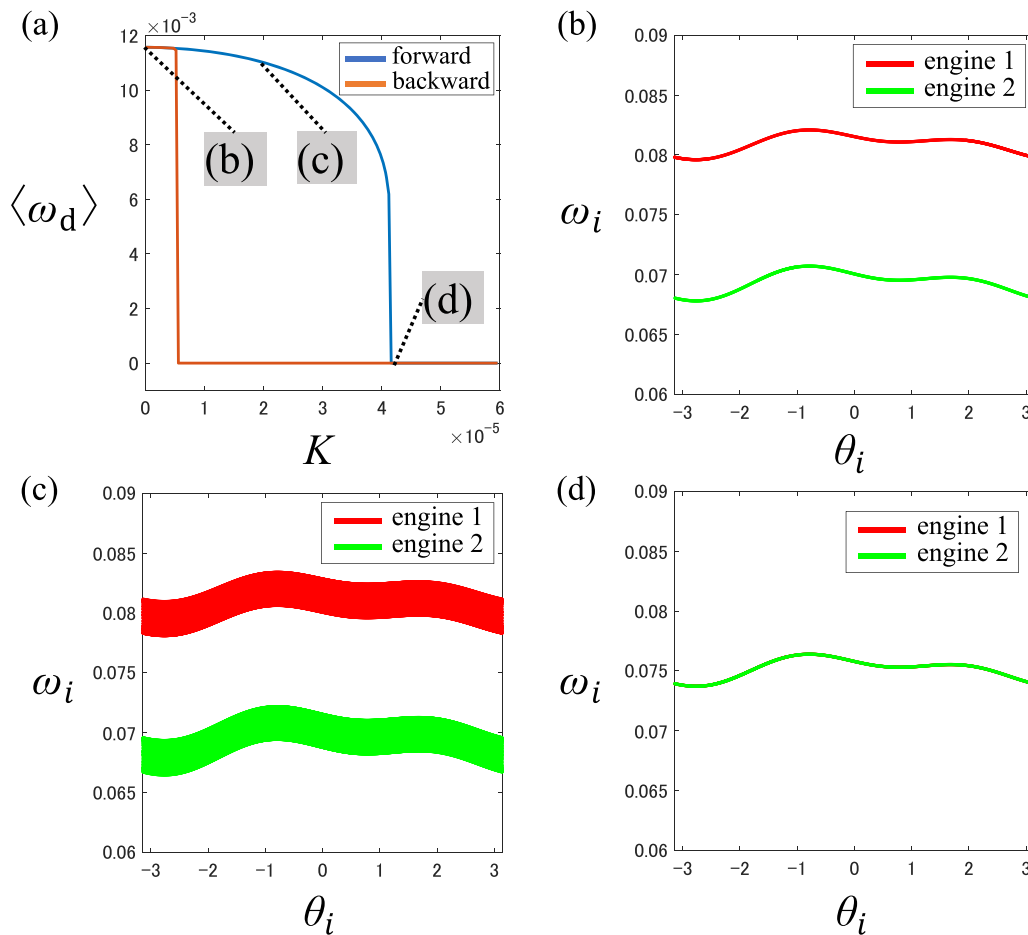 (a)
×10⁻³
12
10
8
6
4
2
0
⟨ω_d⟩
forward
backward
(b)
(c)
(d)
0 1 2 3 4 5 6
×10⁻⁵
K
(b)
0.09
0.085
0.08
0.075
0.07
0.065
0.06
ω_i
engine 1
engine 2
−3 −2 −1 0 1 2 3
θ_i
(c)
0.09
0.085
0.08
0.075
0.07
0.065
0.06
ω_i
engine 1
engine 2
−3 −2 −1 0 1 2 3
θ_i
(d)
0.09
0.085
0.08
0.075
0.07
0.065
0.06
ω_i
engine 1
engine 2
−3 −2 −1 0 1 2 3
θ_i